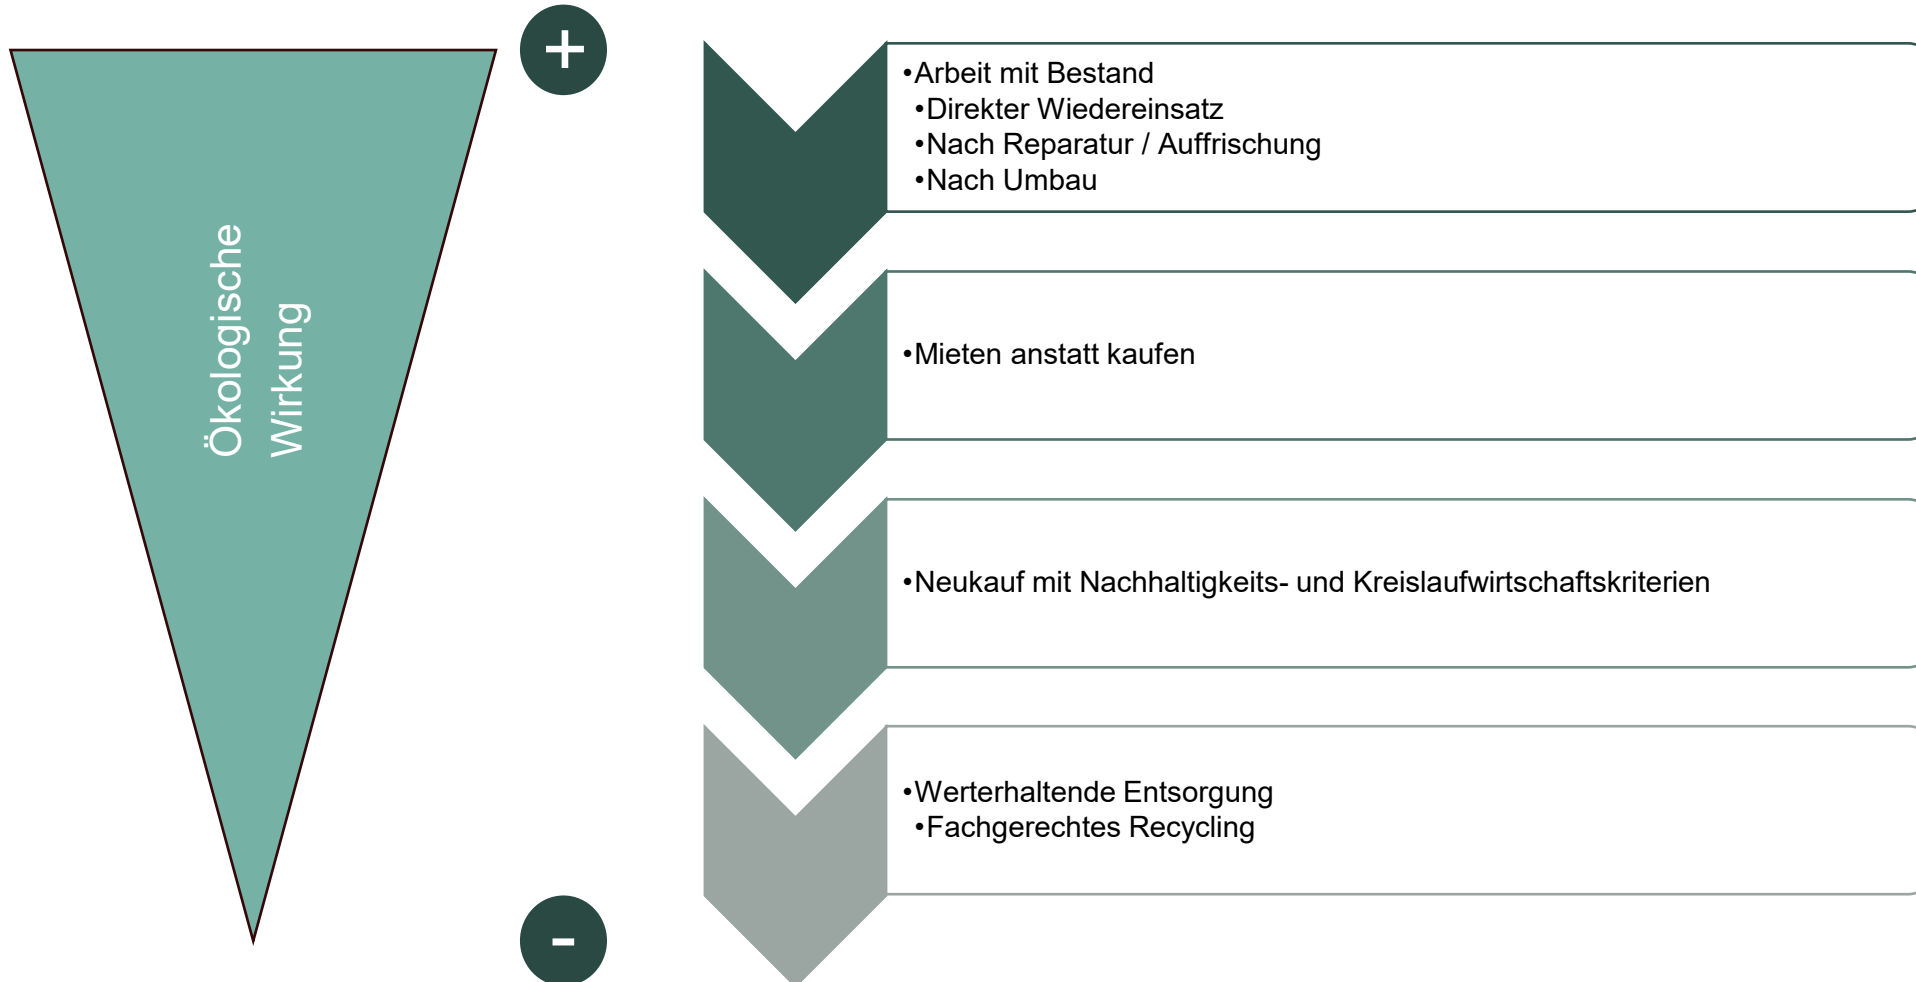 Ökologische
Wirkung
+
•Arbeit mit Bestand
•Direkter Wiedereinsatz
•Nach Reparatur / Auffrischung
•Nach Umbau
•Mieten anstatt kaufen
•Neukauf mit Nachhaltigkeits- und Kreislaufwirtschaftskriterien
•Werterhaltende Entsorgung
•Fachgerechtes Recycling
-